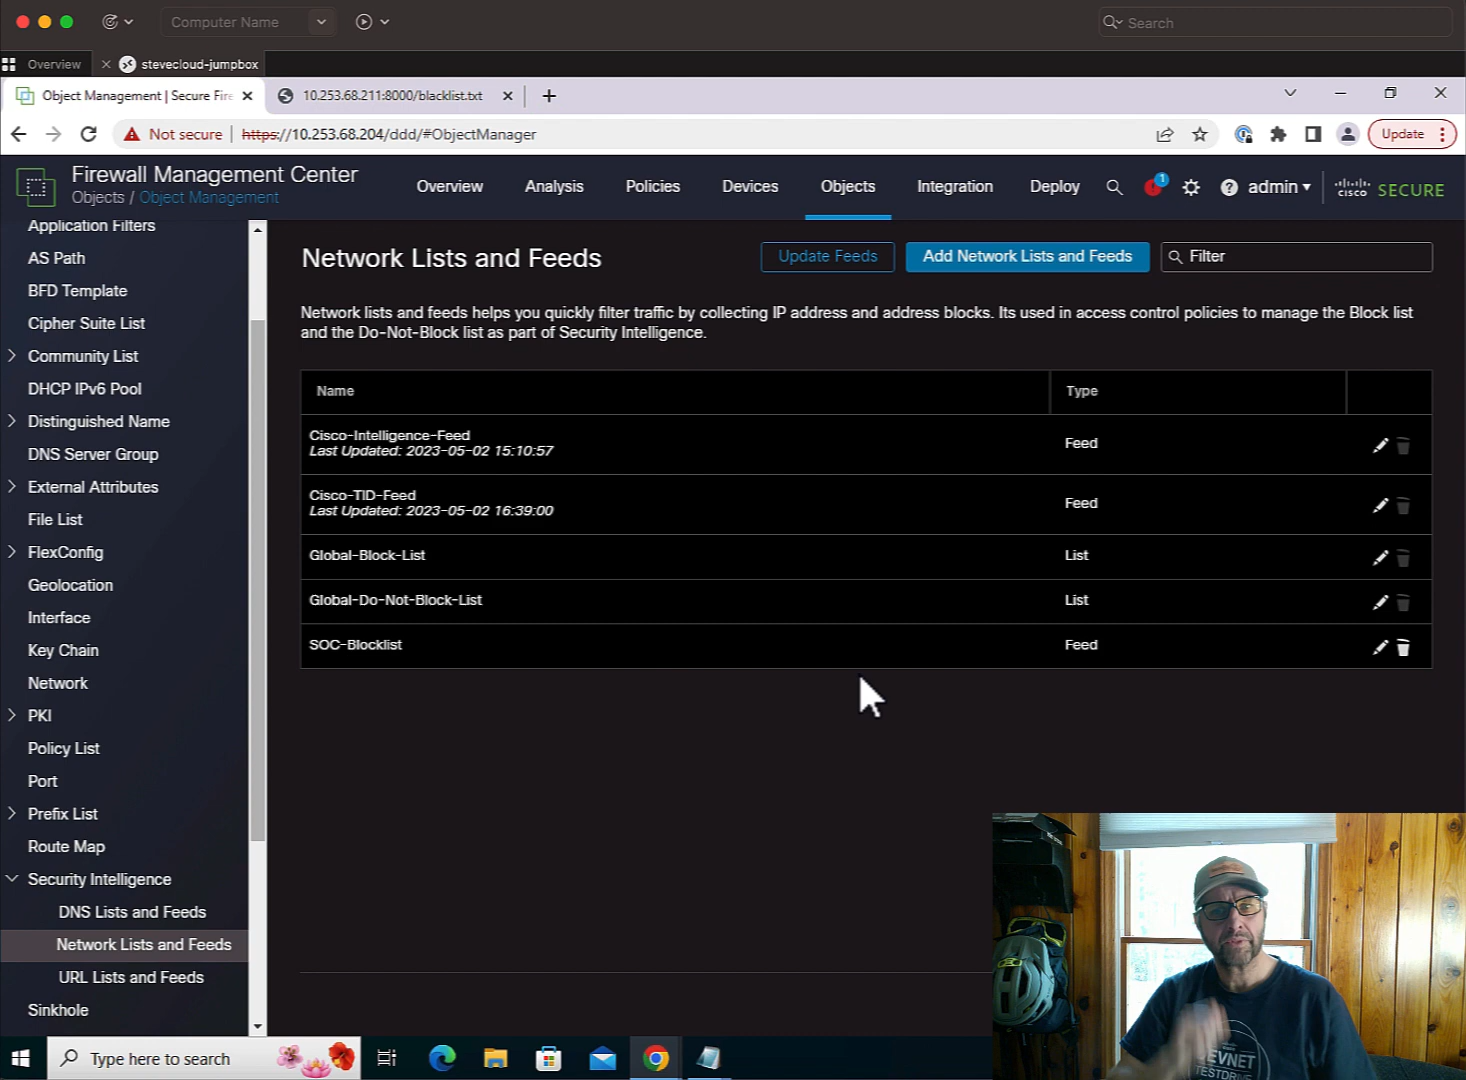 Computer Name
Search
Overview
stevecloud-jumpbox
Object Management | Secure Fire
10.253.68.211:8000/blacklist.txt
Not secure
https://10.253.68.204/ddd/#ObjectManager
Update
Firewall Management Center
Objects / Object Management
Overview
Analysis
Policies
Devices
Objects
Integration
Deploy
1
admin
cisco SECURE
Application Filters
AS Path
BFD Template
Cipher Suite List
Community List
DHCP IPv6 Pool
Distinguished Name
DNS Server Group
External Attributes
File List
FlexConfig
Geolocation
Interface
Key Chain
Network
PKI
Policy List
Port
Prefix List
Route Map
Security Intelligence
DNS Lists and Feeds
Network Lists and Feeds
URL Lists and Feeds
Sinkhole
Network Lists and Feeds
Update Feeds
Add Network Lists and Feeds
Filter
Network lists and feeds helps you quickly filter traffic by collecting IP address and address blocks. Its used in access control policies to manage the Block list
and the Do-Not-Block list as part of Security Intelligence.
Name
Type
Cisco-Intelligence-Feed
Last Updated: 2023-05-02 15:10:57
Feed
Cisco-TID-Feed
Last Updated: 2023-05-02 16:39:00
Feed
Global-Block-List
List
Global-Do-Not-Block-List
List
SOC-Blocklist
Feed
Type here to search